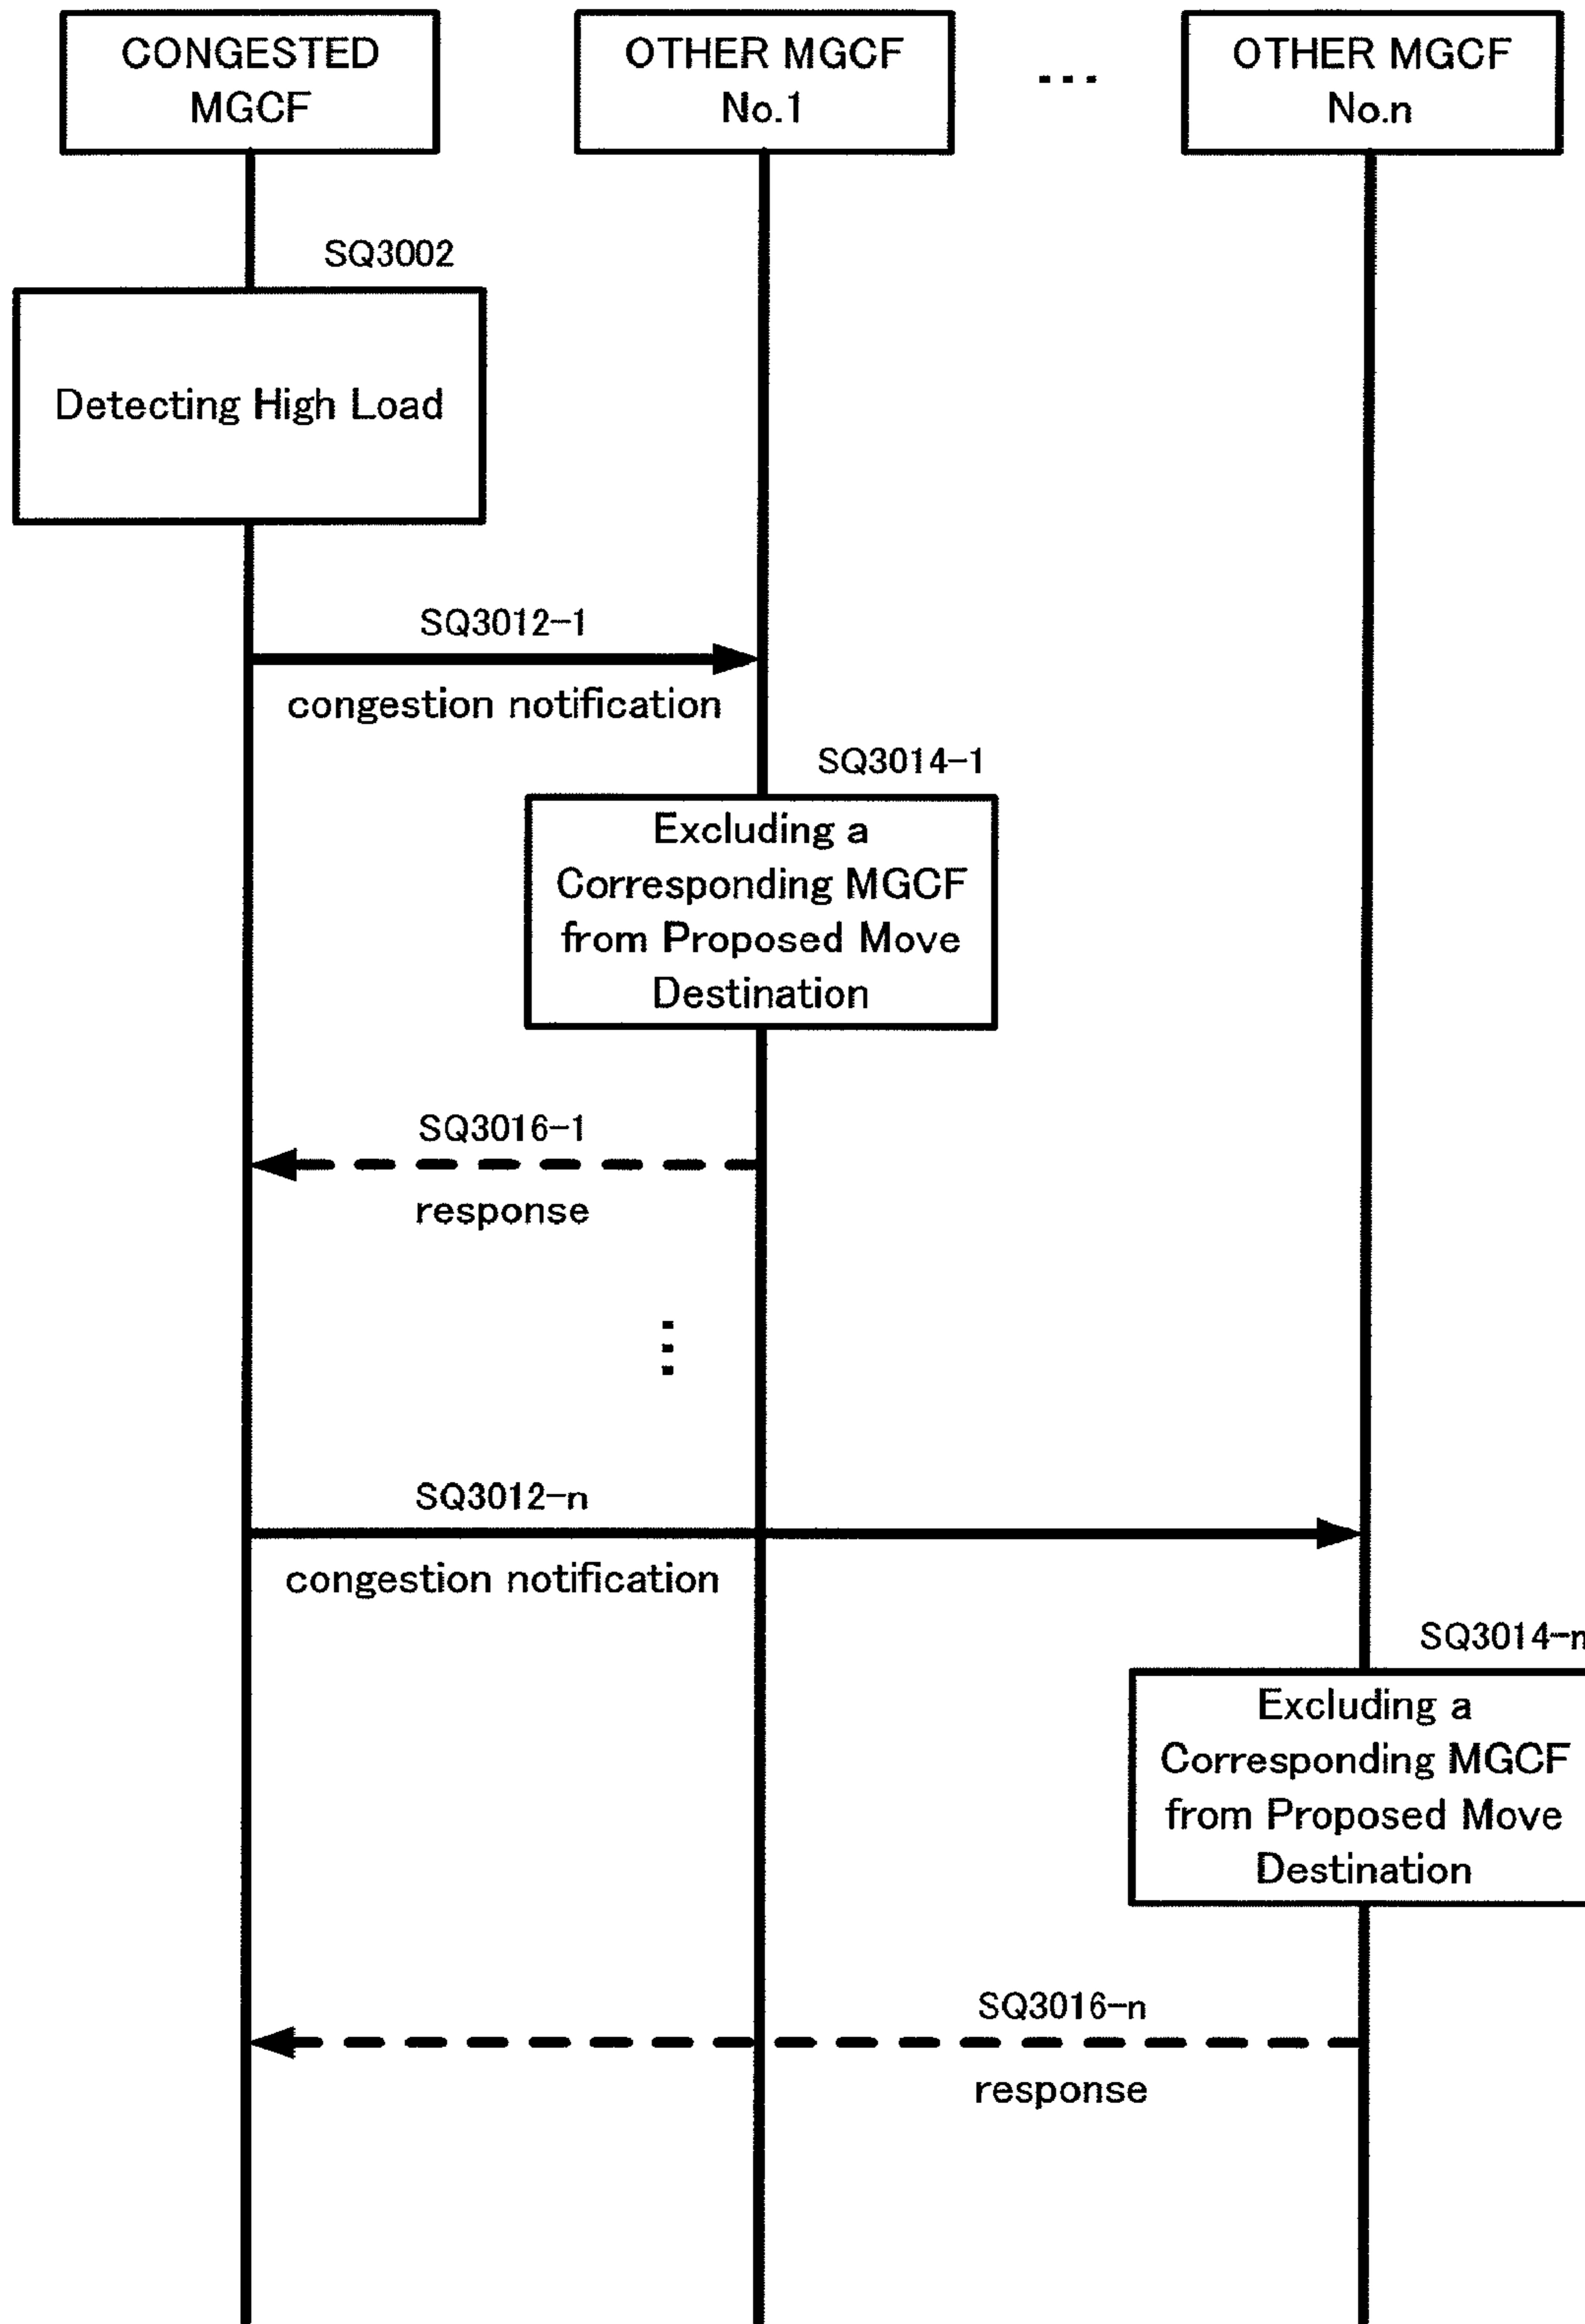 CONGESTED
MGCF
OTHER MGCF
No.1
...
OTHER MGCF
No.n
SQ3002
Detecting High Load
SQ3012-1
congestion notification
SQ3014-1
Excluding a
Corresponding MGCF
from Proposed Move
Destination
SQ3016-1
response
SQ3012-n
congestion notification
SQ3014-n
Excluding a
Corresponding MGCF
from Proposed Move
Destination
SQ3016-n
response